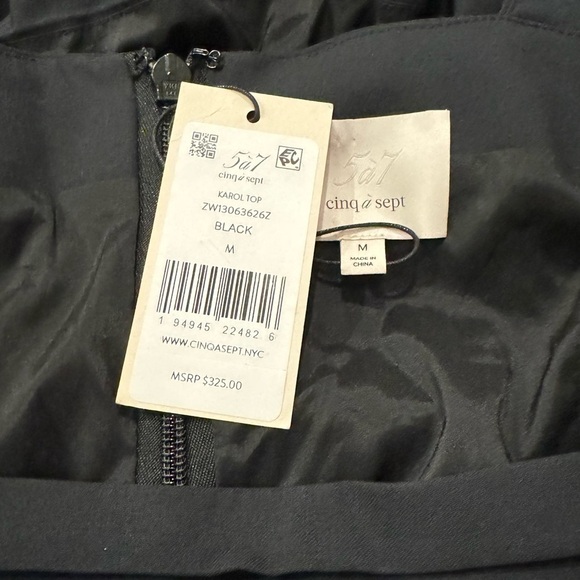 5à7
cinq à sept
KAROL TOP
ZW13063626Z
BLACK
M
1 94945 22482 6
WWW.CINQASEPT.NYC
MSRP $325.00
5à7
cinq à sept
M
MADE IN
CHINA